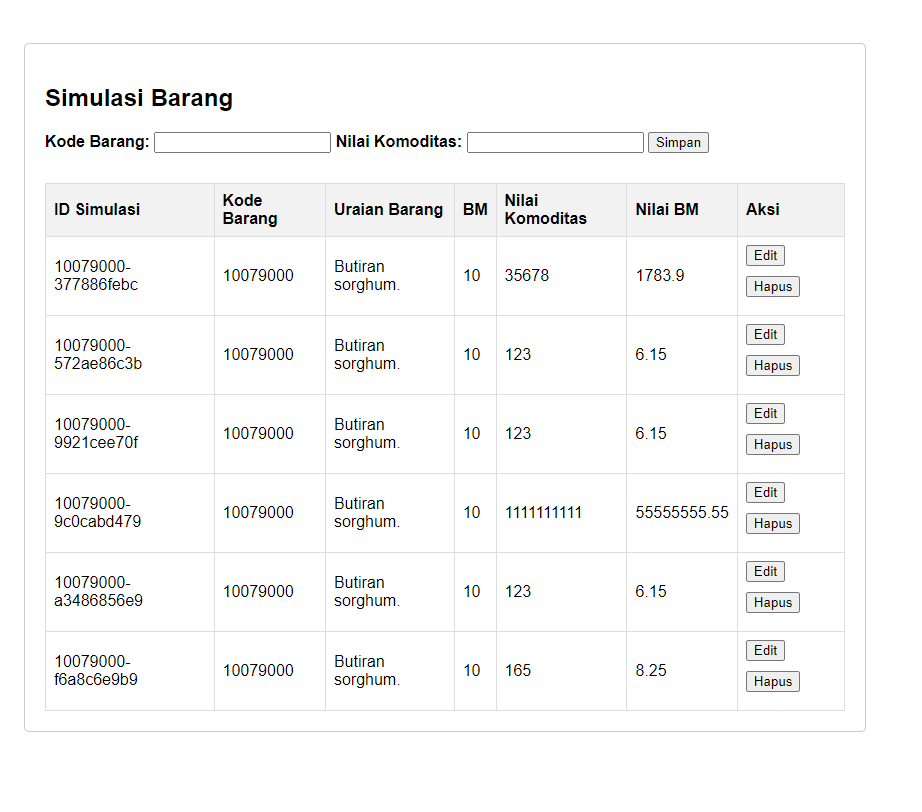 Simulasi Barang
Kode Barang: Nilai Komoditas: Simpan
ID Simulasi Kode Barang Uraian Barang BM Nilai Komoditas Nilai BM Aksi
10079000-377886febc 10079000 Butiran sorghum. 10 35678 1783.9 Edit Hapus
10079000-572ae86c3b 10079000 Butiran sorghum. 10 123 6.15 Edit Hapus
10079000-9921cee70f 10079000 Butiran sorghum. 10 123 6.15 Edit Hapus
10079000-9c0cabd479 10079000 Butiran sorghum. 10 1111111111 55555555.55 Edit Hapus
10079000-a3486856e9 10079000 Butiran sorghum. 10 123 6.15 Edit Hapus
10079000-f6a8c6e9b9 10079000 Butiran sorghum. 10 165 8.25 Edit Hapus